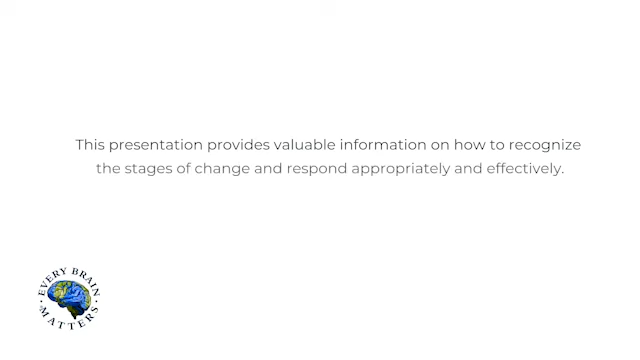 This presentation provides valuable information on how to recognize
the stages of change and respond appropriately and effectively.
EVERY BRAIN
MATTERS